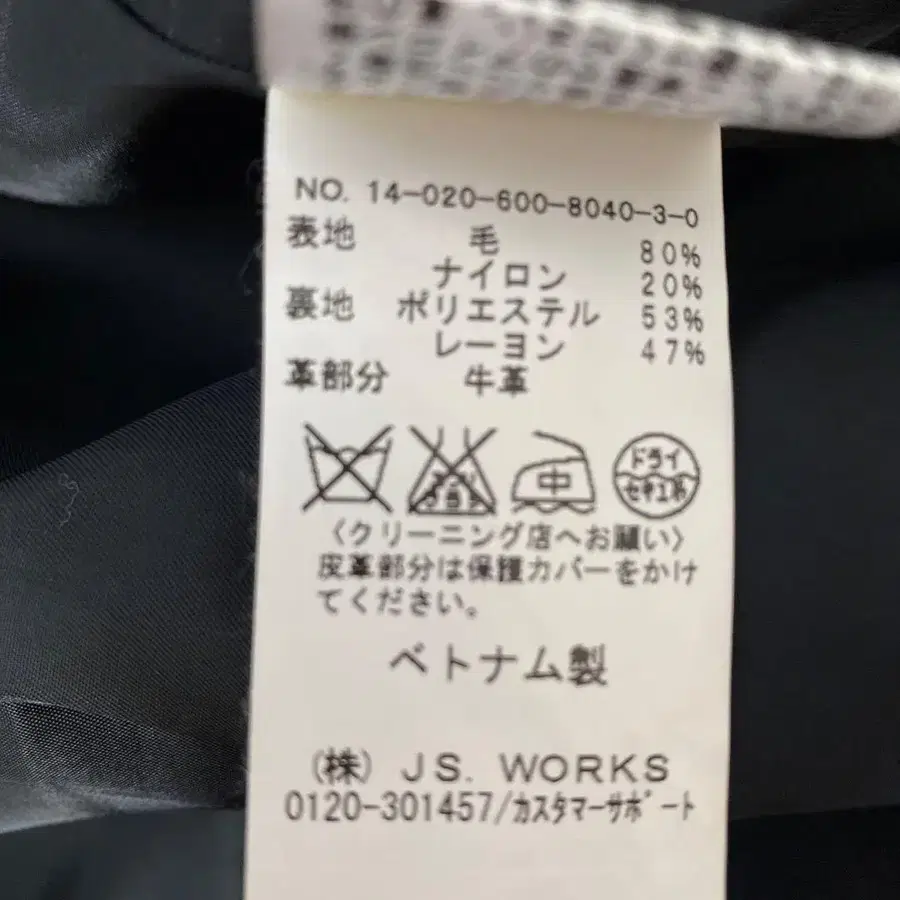 NO. 14-020-600-8040-3-0
表地 毛 80%
ナイロン 20%
裏地 ポリエステル 53%
レーヨン 47%
革部分 牛革
中 ドライ
セキユ系
〈クリーニング店へお願い〉
皮革部分は保護カバーをかけ
てください。
ベトナム製
(株) JS. WORKS
0120-301457/カスタマーサポート